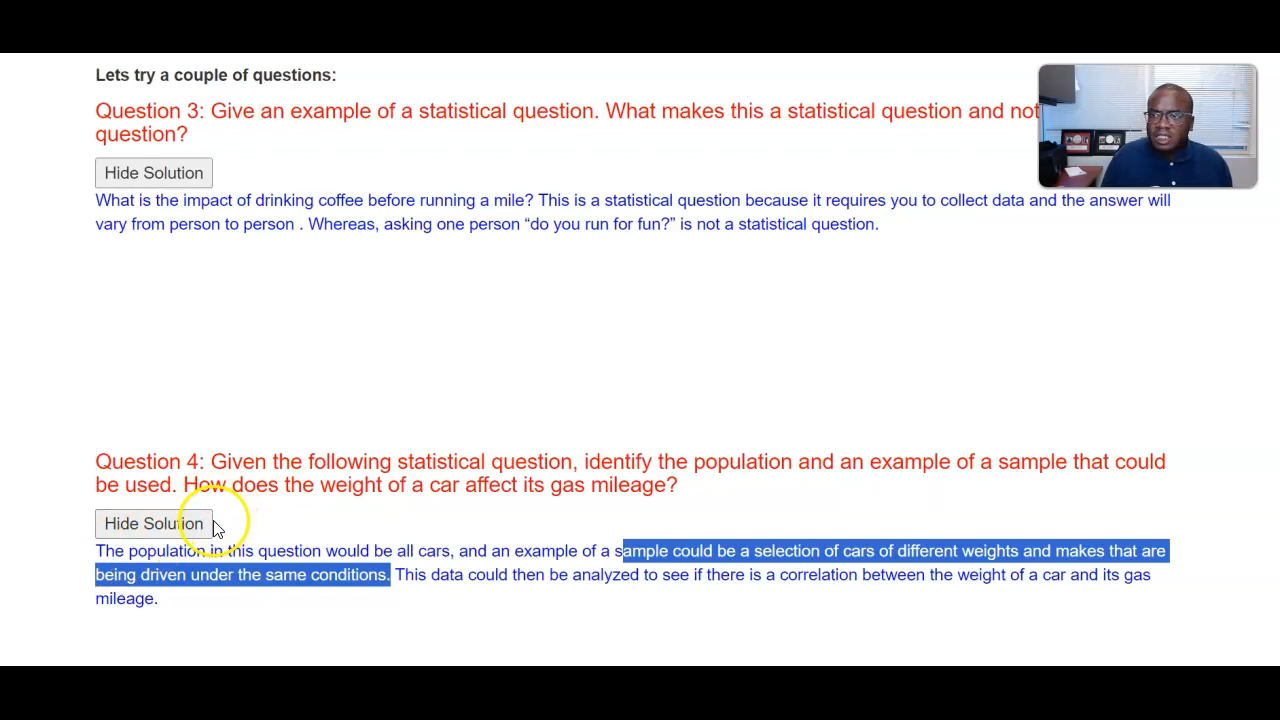 Lets try a couple of questions:
Question 3: Give an example of a statistical question. What makes this a statistical question and not
question?
Hide Solution
What is the impact of drinking coffee before running a mile? This is a statistical question because it requires you to collect data and the answer will
vary from person to person . Whereas, asking one person “do you run for fun?” is not a statistical question.
Question 4: Given the following statistical question, identify the population and an example of a sample that could
be used. How does the weight of a car affect its gas mileage?
Hide Solution
The population in this question would be all cars, and an example of a sample could be a selection of cars of different weights and makes that are
being driven under the same conditions. This data could then be analyzed to see if there is a correlation between the weight of a car and its gas
mileage.